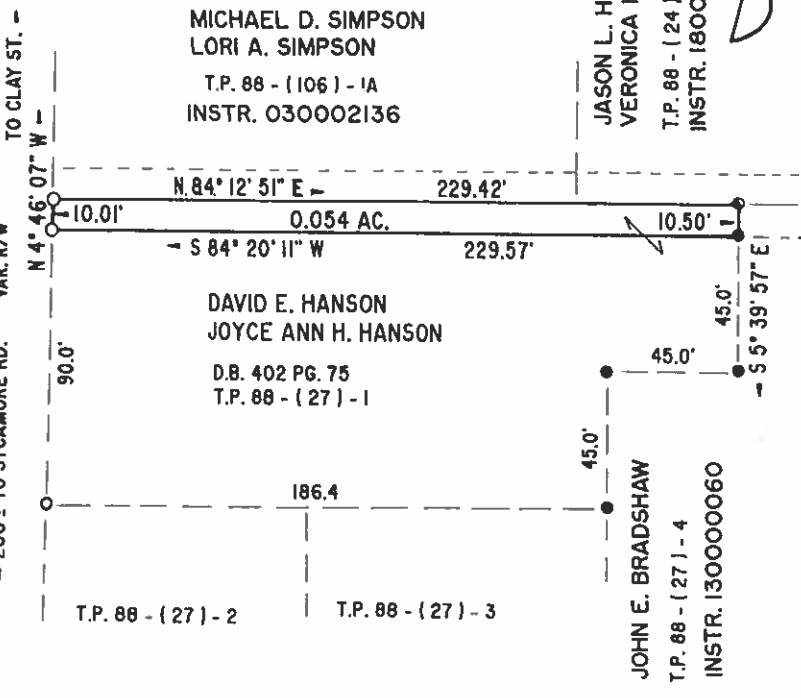 TO CLAY ST.
MICHAEL D. SIMPSON
LORI A. SIMPSON
T.P. 88 - (106) - 1A
INSTR. 030002136
JASON L. H
VERONICA
T.P. 88 - (24)
INSTR. 1800
N 4° 46' 07" W
N. 84° 12' 51" E
229.42'
10.01'
0.054 AC.
10.50'
S 84° 20' 11" W
229.57'
VAR. R/W
TO SYCAMORE RD.
DAVID E. HANSON
JOYCE ANN H. HANSON
D.B. 402 PG. 75
T.P. 88 - (27) - 1
90.0'
45.0'
S 5° 39' 57" E
45.0'
45.0'
186.4
T.P. 88 - (27) - 2
T.P. 88 - (27) - 3
JOHN E. BRADSHAW
T.P. 88 - (27) - 4
INSTR. 130000060